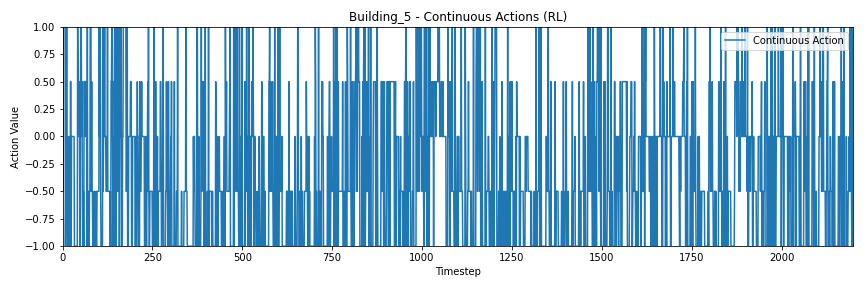 Building_5 - Continuous Actions (RL)
Continuous Action
Action Value
1.00
0.75
0.50
0.25
0.00
−0.25
−0.50
−0.75
−1.00
0 250 500 750 1000 1250 1500 1750 2000
Timestep